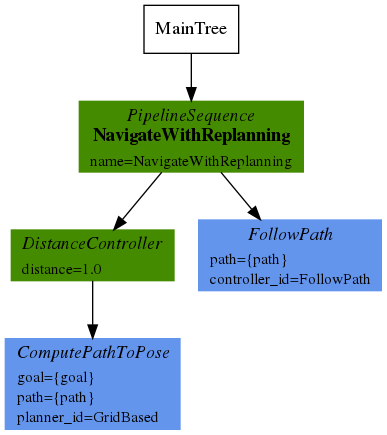 MainTree
PipelineSequence
NavigateWithReplanning
name=NavigateWithReplanning
DistanceController
distance=1.0
FollowPath
path={path}
controller_id=FollowPath
ComputePathToPose
goal={goal}
path={path}
planner_id=GridBased